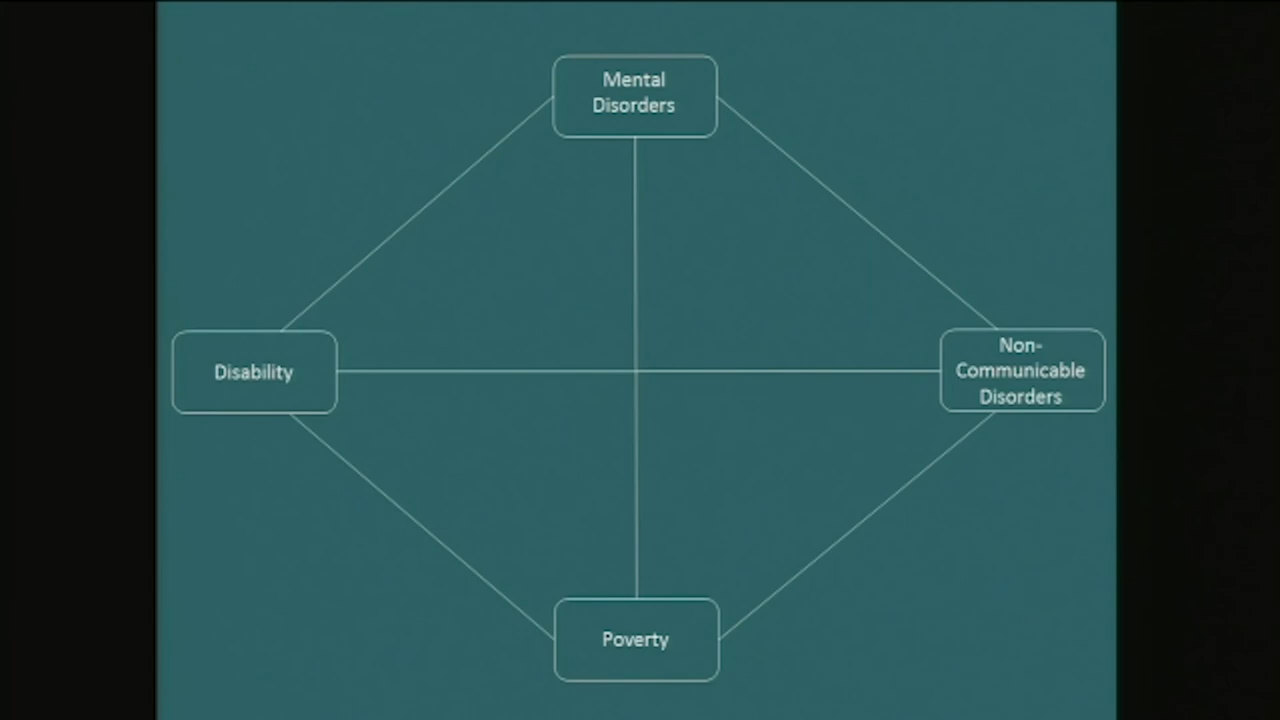 Mental
Disorders
Disability
Non-
Communicable
Disorders
Poverty